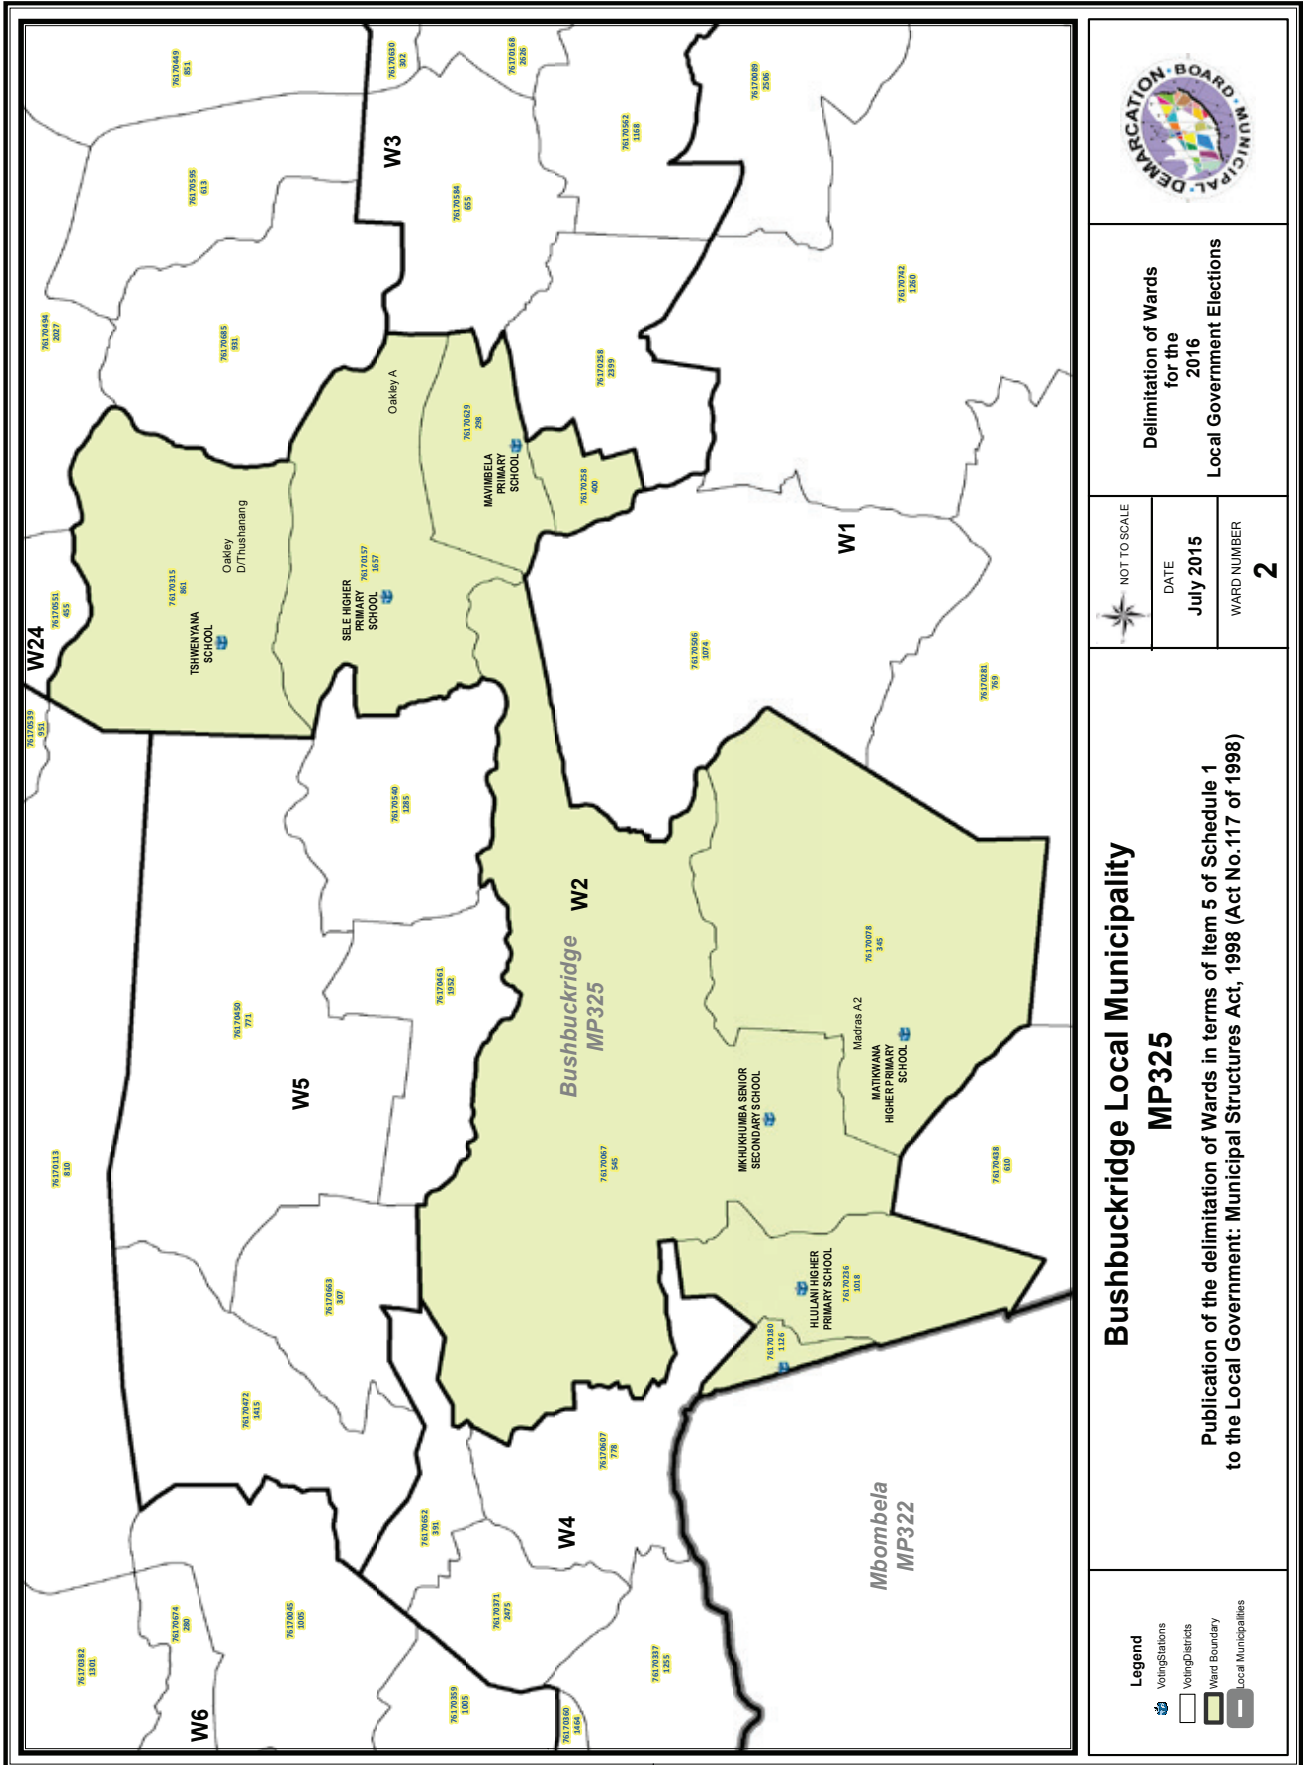 76170449
851
76170595
613
76170494
2027
76170685
931
76170630
302
76170168
2626
W3
76170584
655
76170562
1168
76170089
2506
76170742
1260
76170258
2399
W24
76170551
455
76170539
951
76170315
861
Oakley
D/Thushanang
TSHWENYANA
SCHOOL
Oakley A
76170157
1657
SELE HIGHER
PRIMARY
SCHOOL
76170629
298
MAVIMBELA
PRIMARY
SCHOOL
76170258
400
W1
76170506
1074
76170281
769
76170540
1285
76170450
771
76170461
1952
W5
76170113
810
76170663
307
76170472
1415
W2
Bushbuckridge
MP325
76170067
545
76170078
345
Madras A2
MATIKWANA
HIGHER PRIMARY
SCHOOL
MKHUKHUMBA SENIOR
SECONDARY SCHOOL
76170438
610
HLULANI HIGHER
PRIMARY SCHOOL
76170236
1018
76170180
1126
76170607
778
76170652
391
W4
76170371
2475
76170337
1255
Mbombela
MP322
76170382
1301
76170674
280
76170045
1005
W6
76170359
1005
76170360
1464
Legend
VotingStations
VotingDistricts
Ward Boundary
Local Municipalities
Bushbuckridge Local Municipality
MP325
Publication of the delimitation of Wards in terms of Item 5 of Schedule 1
to the Local Government: Municipal Structures Act, 1998 (Act No.117 of 1998)
NOT TO SCALE
DATE
July 2015
WARD NUMBER
2
Delimitation of Wards
for the
2016
Local Government Elections
MUNICIPAL · DEMARCATION · BOARD ·